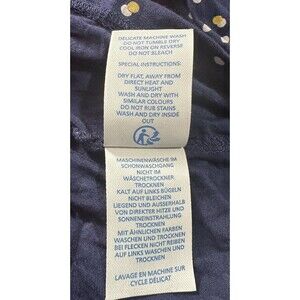 DELICATE MACHINE WASH
DO NOT TUMBLE DRY
COOL IRON ON REVERSE
DO NOT BLEACH
SPECIAL INSTRUCTIONS:
DRY FLAT, AWAY FROM
DIRECT HEAT AND
SUNLIGHT
WASH AND DRY WITH
SIMILAR COLOURS
DO NOT RUB STAINS
WASH AND DRY INSIDE
OUT
MASCHINENWÄSCHE IM
SCHONWASCHGANG
NICHT IM
WÄSCHETROKNER
TROCKNEN
KALT AUF LINKS BÜGELN
NICHT BLEICHEN
LIEGEND UND AUSSERHALB
VON DIREKTER HITZE UND
SONNENEINSTRAHLUNG
TROCKNEN
MIT ÄHNLICHEN FARBEN
WASCHEN UND TROCKNEN
BEI FLECKEN NICHT REIBEN
AUF LINKS WASCHEN UND
TROCKNEN
LAVAGE EN MACHINE SUR
CYCLE DÉLICAT